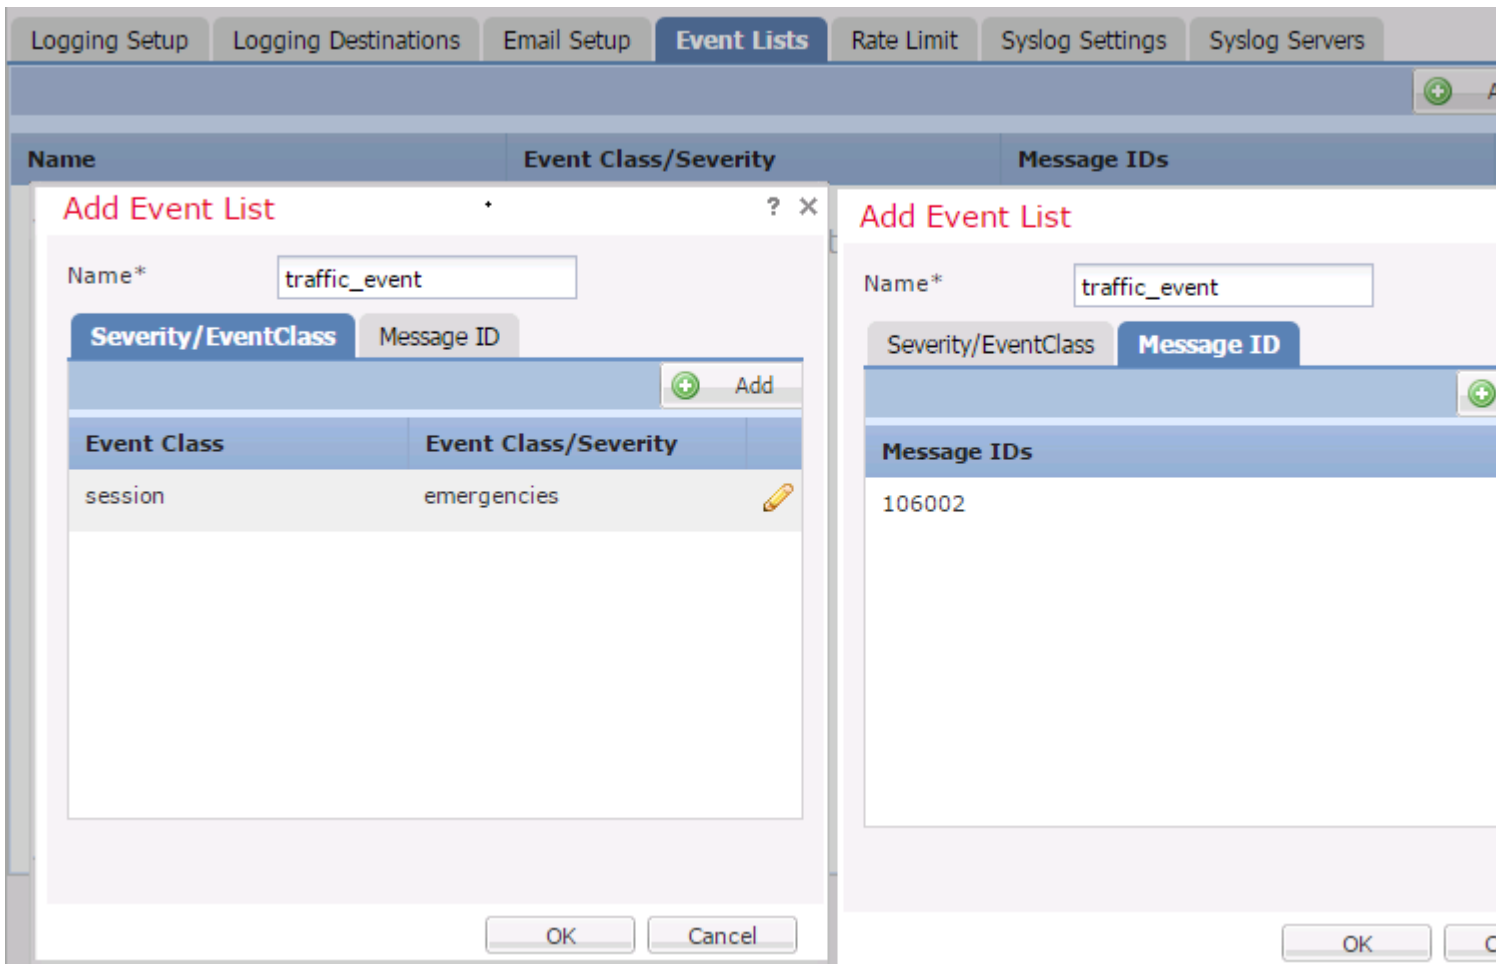 Logging Setup Logging Destinations Email Setup Event Lists Rate Limit Syslog Settings Syslog Servers
Name Event Class/Severity Message IDs
Add Event List ? ×
Name* traffic_event
Severity/EventClass Message ID
Add
Event Class Event Class/Severity
session emergencies
OK Cancel
Add Event List
Name* traffic_event
Severity/EventClass Message ID
Message IDs
106002
OK